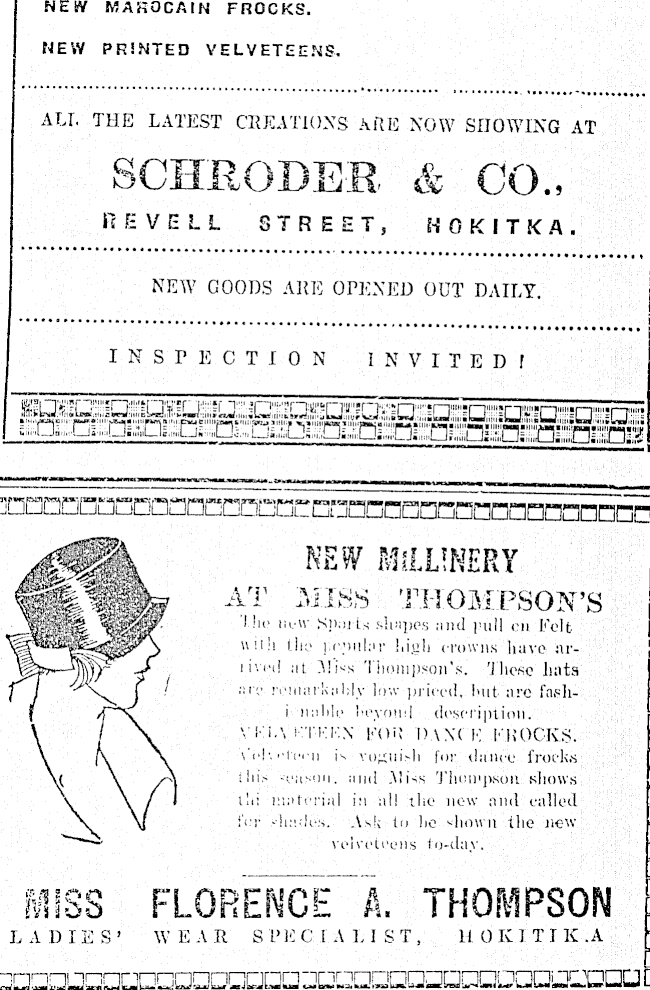 NEW MAROCAIN FROCKS.
NEW PRINTED VELVETEENS.
ALL THE LATEST CREATIONS ARE NOW SHOWING AT
SCHRODER & CO.,
REVELL STREET, HOKITKA.
NEW GOODS ARE OPENED OUT DAILY.
INSPECTION INVITED!
NEW MILLINERY
AT MISS THOMPSON'S
The new Sparts shapes and pull on Felt
with the popular high crowns have ar-
rived at Miss Thompson's. These hats
are remarkably low priced, but are fash-
i nable beyond description.
VELVETEEN FOR DANCE FROCKS.
Velveteen is voguish for dance frocks
this season, and Miss Thompson shows
thi material in all the new and called
for shades. Ask to be shown the new
velveteens to-day.
MISS FLORENCE A. THOMPSON
LADIES' WEAR SPECIALIST, HOKITIK.A